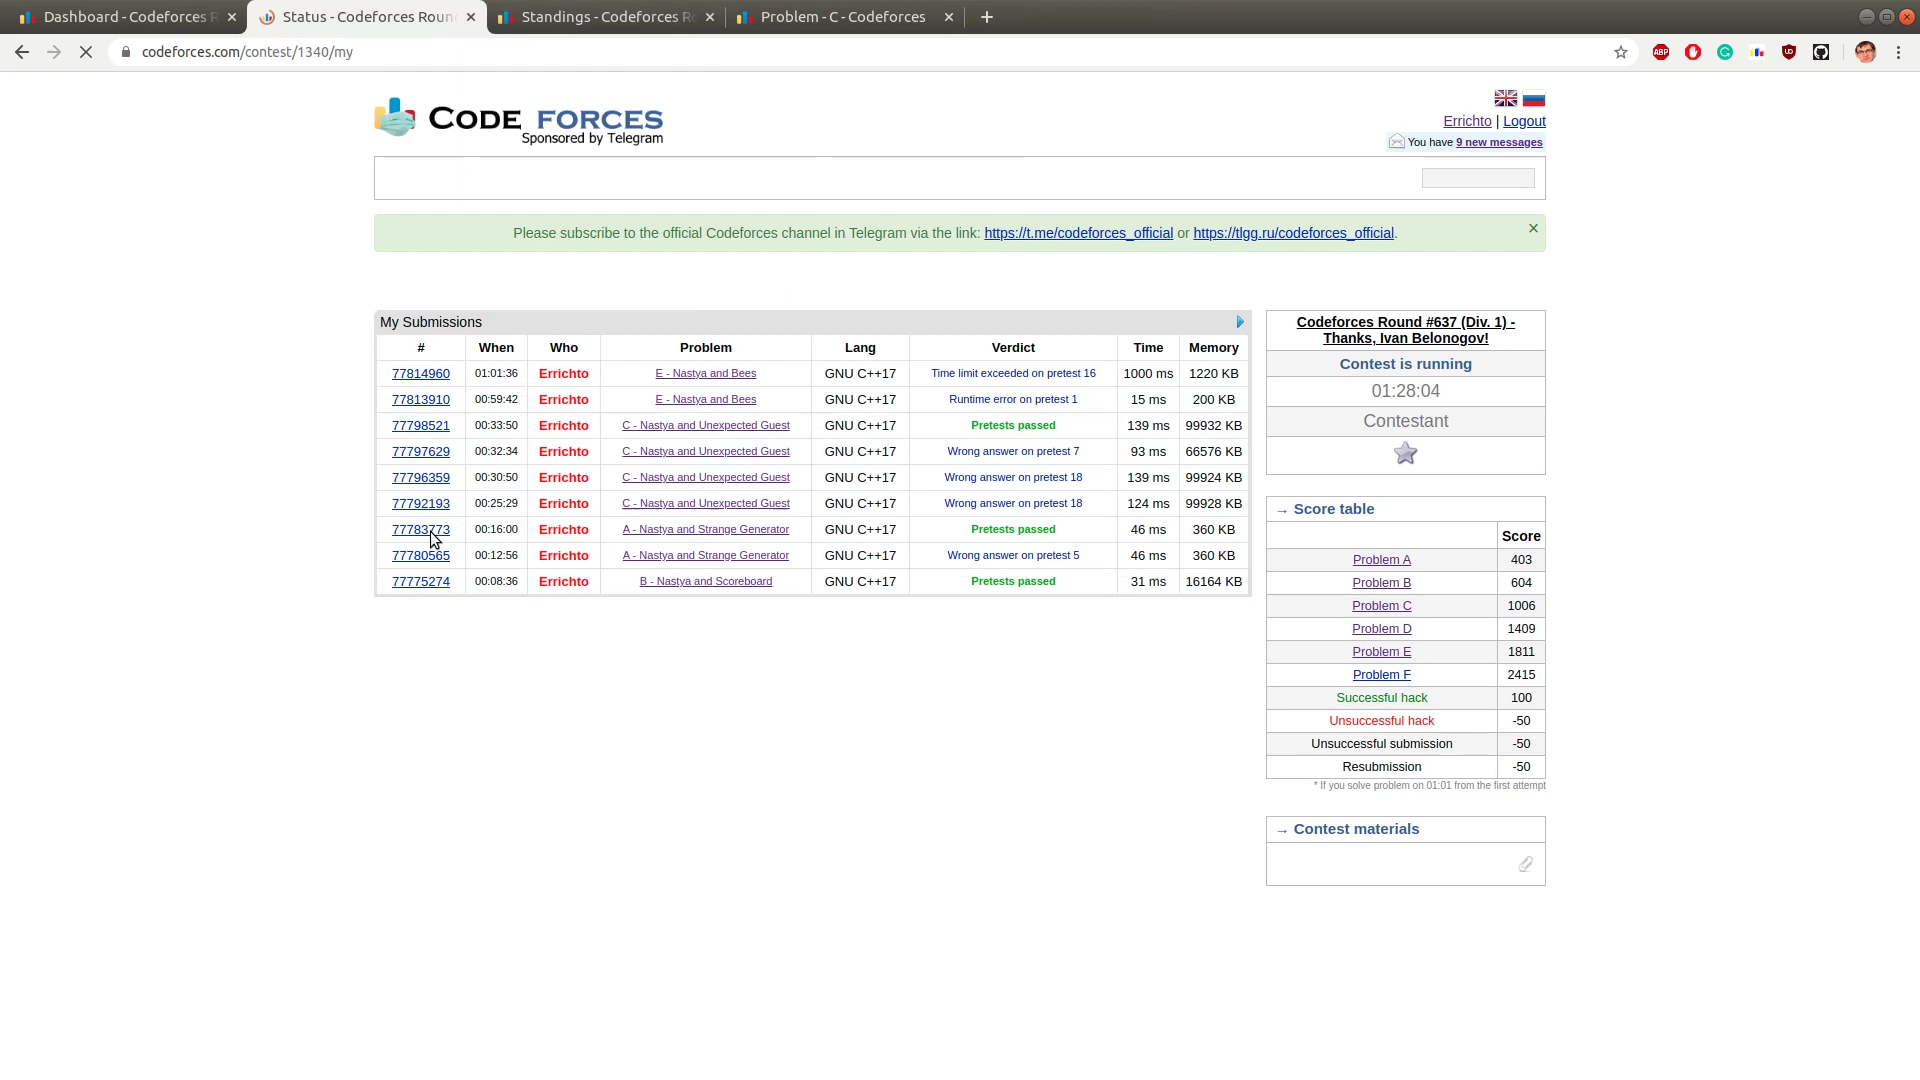 Dashboard - Codeforces R
Status - Codeforces Roun
Standings - Codeforces Ro
Problem - C - Codeforces
codeforces.com/contest/1340/my
CODE FORCES
Sponsored by Telegram
Errichto | Logout
You have 9 new messages
Please subscribe to the official Codeforces channel in Telegram via the link: https://t.me/codeforces_official or https://tlgg.ru/codeforces_official.
My Submissions
# When Who Problem Lang Verdict Time Memory
77814960 01:01:36 Errichto E - Nastya and Bees GNU C++17 Time limit exceeded on pretest 16 1000 ms 1220 KB
77813910 00:59:42 Errichto E - Nastya and Bees GNU C++17 Runtime error on pretest 1 15 ms 200 KB
77798521 00:33:50 Errichto C - Nastya and Unexpected Guest GNU C++17 Pretests passed 139 ms 99932 KB
77797629 00:32:34 Errichto C - Nastya and Unexpected Guest GNU C++17 Wrong answer on pretest 7 93 ms 66576 KB
77796359 00:30:50 Errichto C - Nastya and Unexpected Guest GNU C++17 Wrong answer on pretest 18 139 ms 99924 KB
77792193 00:25:29 Errichto C - Nastya and Unexpected Guest GNU C++17 Wrong answer on pretest 18 124 ms 99928 KB
77783773 00:16:00 Errichto A - Nastya and Strange Generator GNU C++17 Pretests passed 46 ms 360 KB
77780565 00:12:56 Errichto A - Nastya and Strange Generator GNU C++17 Wrong answer on pretest 5 46 ms 360 KB
77775274 00:08:36 Errichto B - Nastya and Scoreboard GNU C++17 Pretests passed 31 ms 16164 KB
Codeforces Round #637 (Div. 1) -
Thanks, Ivan Belonogov!
Contest is running
01:28:04
Contestant
→ Score table
Score
Problem A 403
Problem B 604
Problem C 1006
Problem D 1409
Problem E 1811
Problem F 2415
Successful hack 100
Unsuccessful hack -50
Unsuccessful submission -50
Resubmission -50
* If you solve problem on 01:01 from the first attempt
→ Contest materials